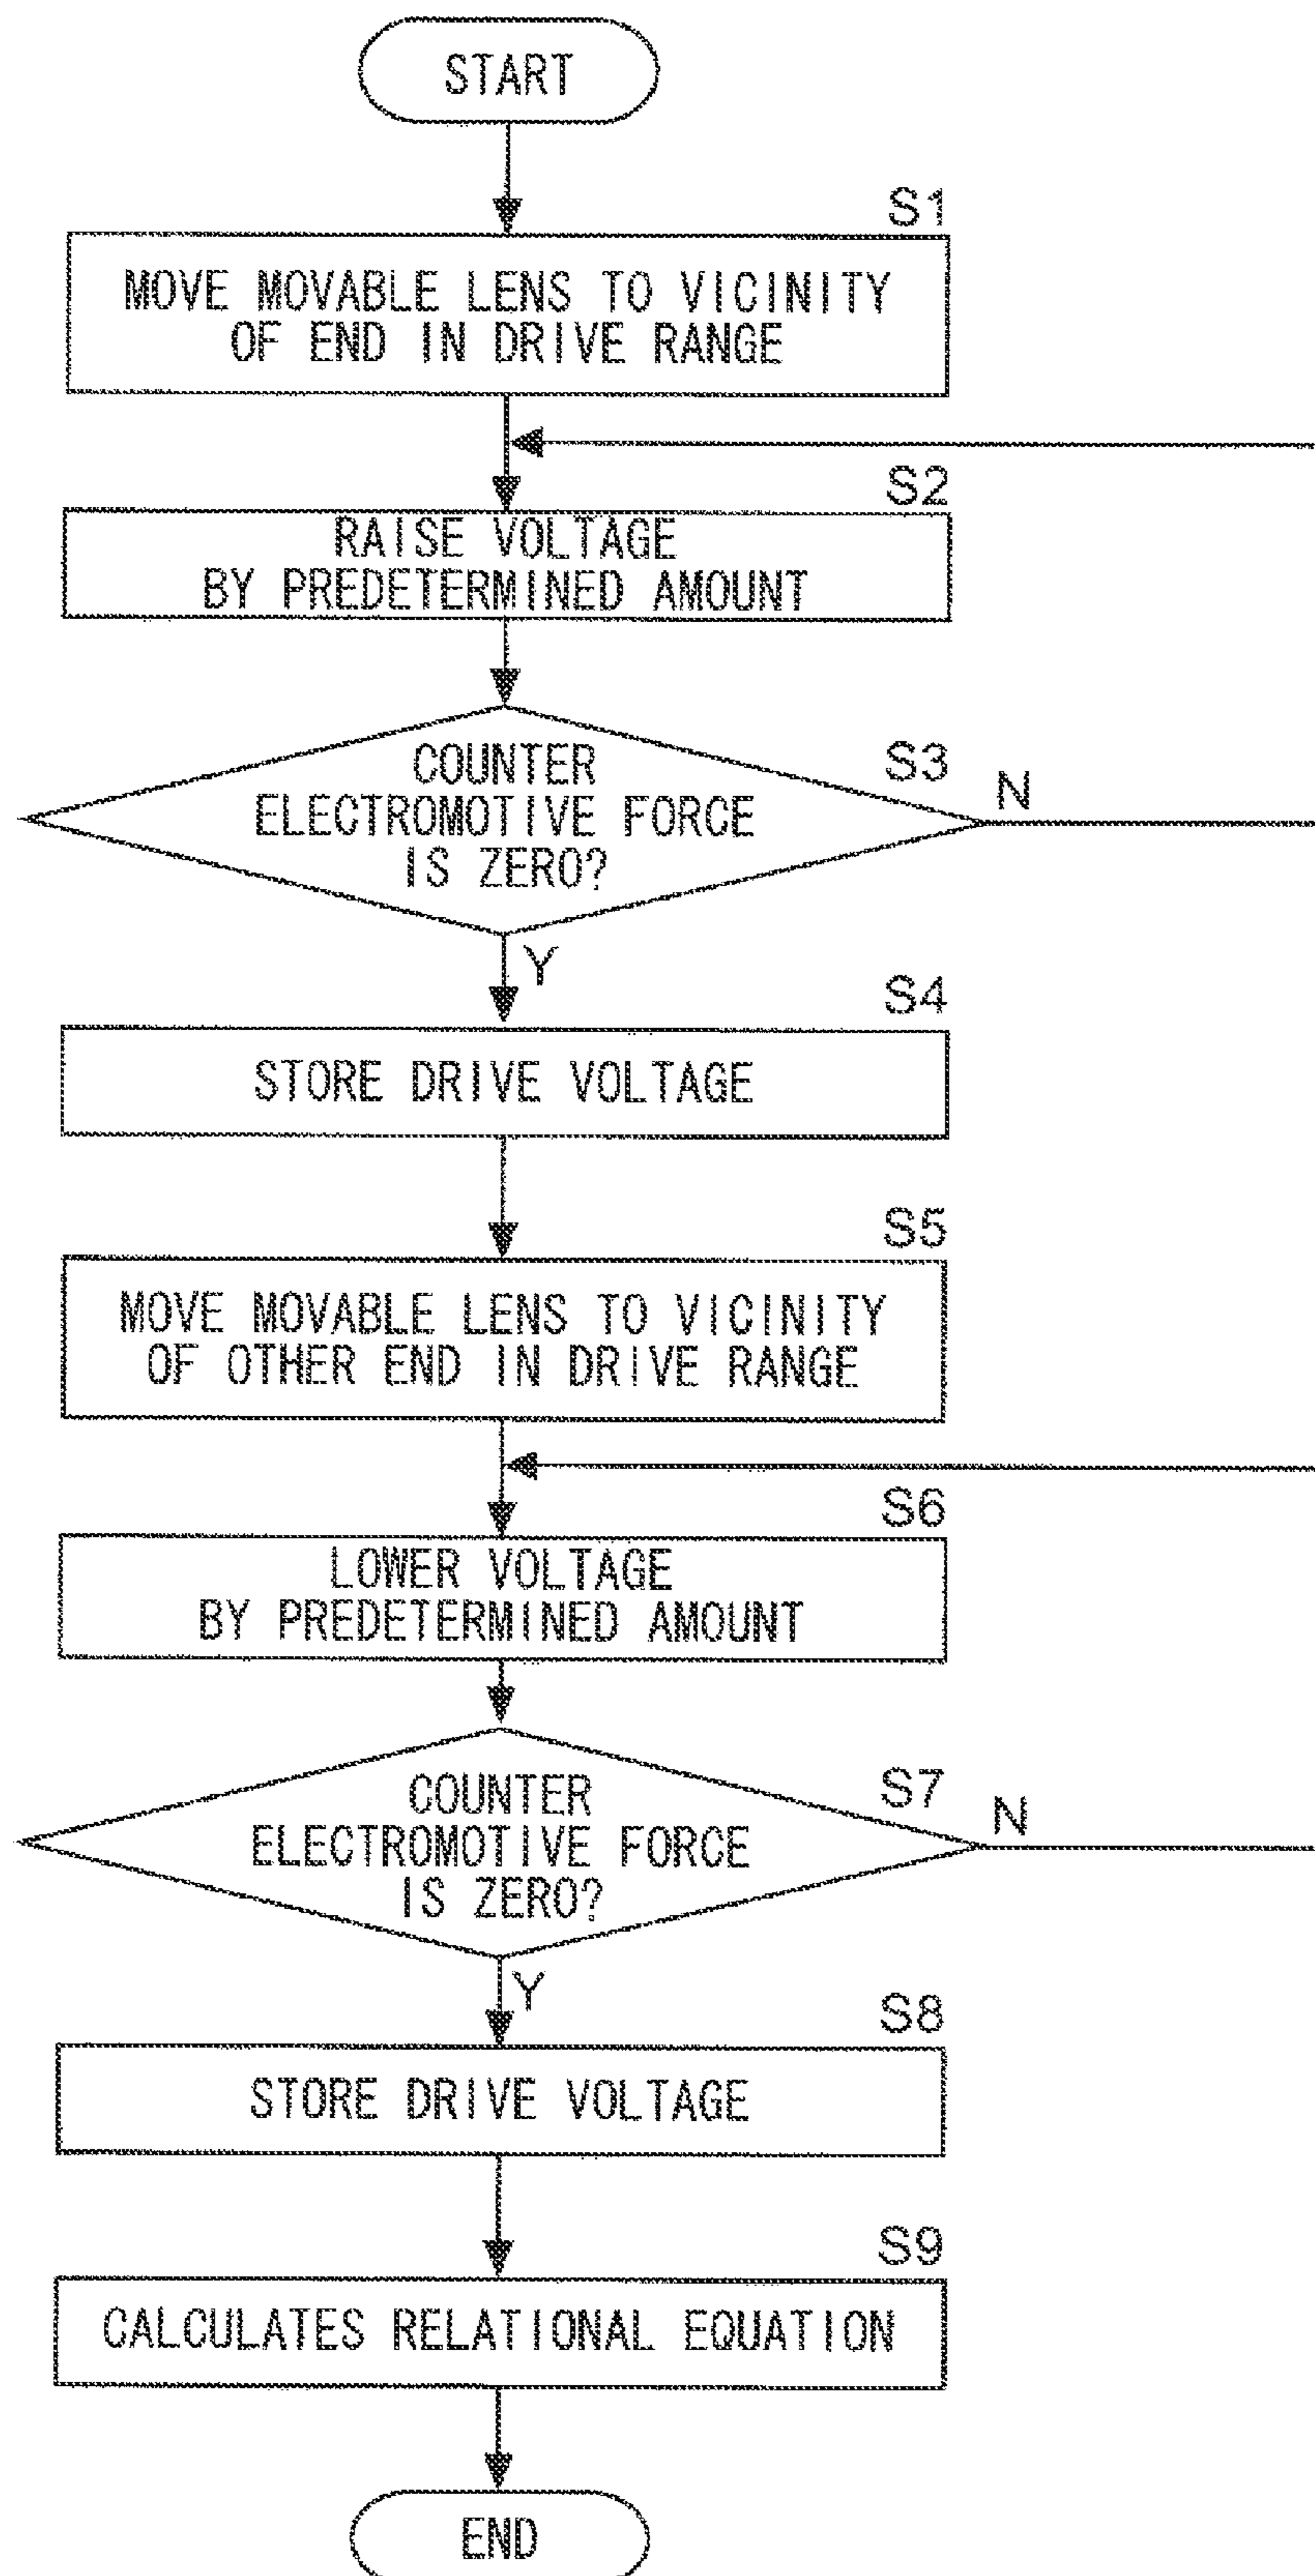 START
S1
MOVE MOVABLE LENS TO VICINITY
OF END IN DRIVE RANGE
S2
RAISE VOLTAGE
BY PREDETERMINED AMOUNT
S3
COUNTER
ELECTROMOTIVE FORCE
IS ZERO?
N
Y
S4
STORE DRIVE VOLTAGE
S5
MOVE MOVABLE LENS TO VICINITY
OF OTHER END IN DRIVE RANGE
S6
LOWER VOLTAGE
BY PREDETERMINED AMOUNT
S7
COUNTER
ELECTROMOTIVE FORCE
IS ZERO?
N
Y
S8
STORE DRIVE VOLTAGE
S9
CALCULATES RELATIONAL EQUATION
END